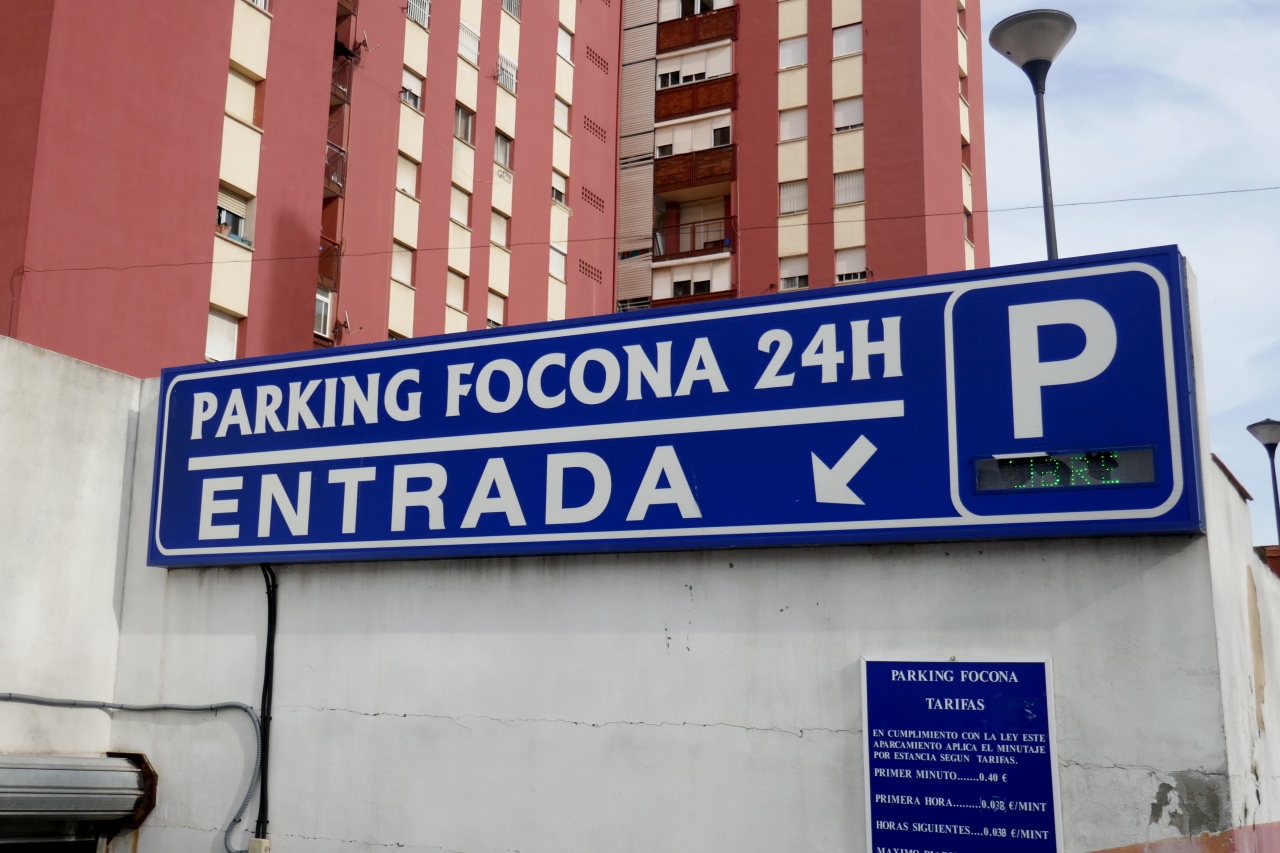 PARKING FOCONA 24H
P
ENTRADA
PARKING FOCONA
TARIFAS
EN CUMPLIMIENTO CON LA LEY ESTE
APARCAMIENTO APLICA EL MINUTAJE
POR ESTANCIA SEGUN TARIFAS.
PRIMER MINUTO.......0.40 €
PRIMERA HORA.........0.038 €/MINT
HORAS SIGUIENTES....0.038 €/MINT